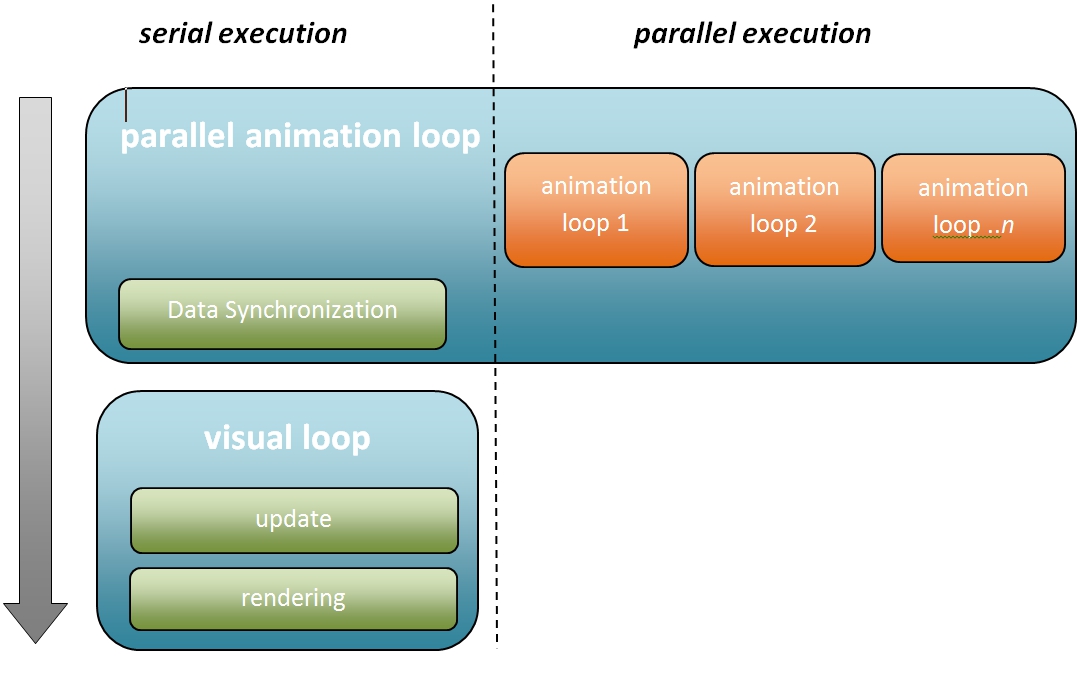 serial execution
parallel execution
parallel animation loop
animation
loop 1
animation
loop 2
animation
loop ..n
Data Synchronization
visual loop
update
rendering